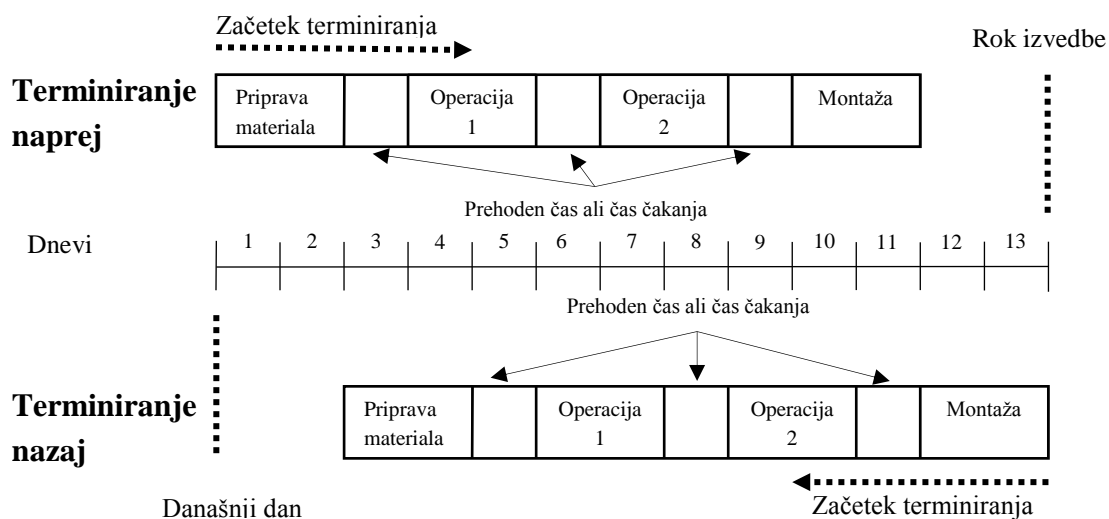 Začetek terminiranja
Rok izvedbe
Terminiranje
naprej
Priprava
materiala
Operacija
1
Operacija
2
Montaža
Prehoden čas ali čas čakanja
Dnevi
1 2 3 4 5 6 7 8 9 10 11 12 13
Prehoden čas ali čas čakanja
Terminiranje
nazaj
Priprava
materiala
Operacija
1
Operacija
2
Montaža
Začetek terminiranja
Današnji dan